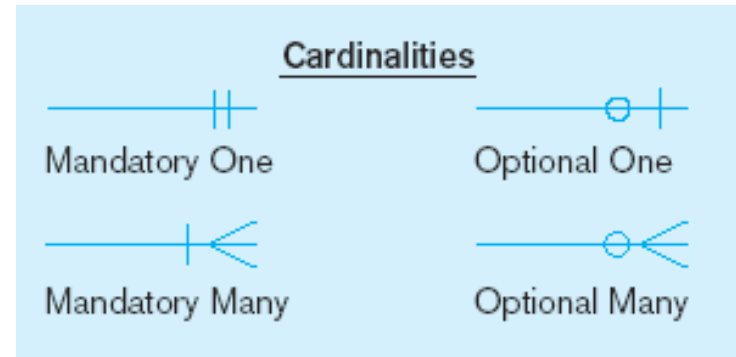 Cardinalities
Mandatory One
Optional One
Mandatory Many
Optional Many